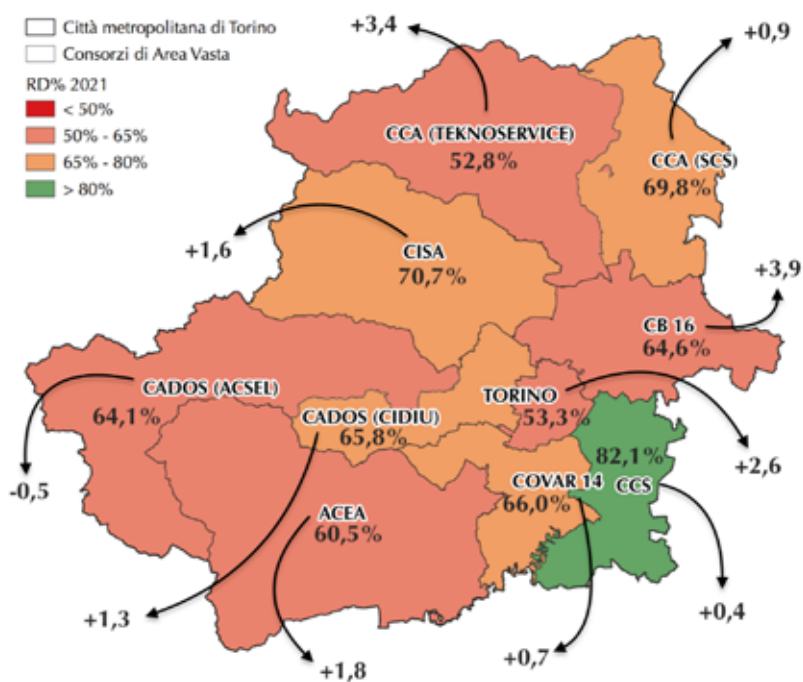 Città metropolitana di Torino
Consorzi di Area Vasta
RD% 2021
< 50%
50% - 65%
65% - 80%
> 80%
+3,4
+0,9
CCA (TEKNOSERVICE)
52,8%
CCA (SCS)
69,8%
+1,6
CISA
70,7%
+3,9
CB 16
64,6%
CADOS (ACSEL)
64,1%
CADOS (CIDIU)
65,8%
TORINO
53,3%
-0,5
+2,6
82,1%
CCS
COVAR 14
66,0%
ACEA
60,5%
+1,3
+1,8
+0,7
+0,4